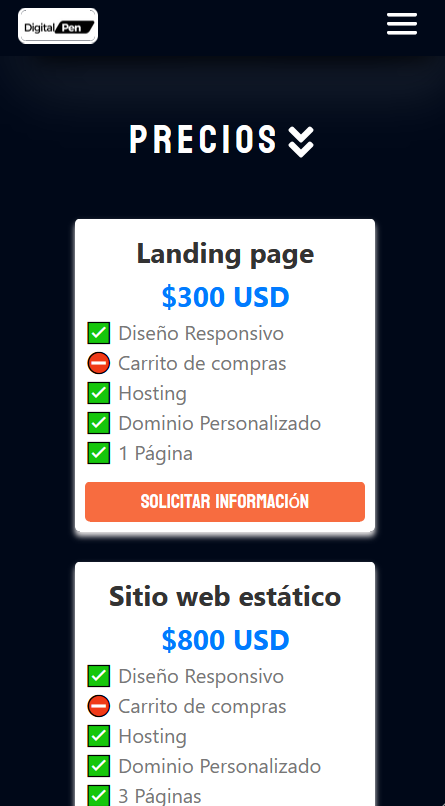 Digital Pen
PRECIOS
Landing page
$300 USD
Diseño Responsivo
Carrito de compras
Hosting
Dominio Personalizado
1 Página
SOLICITAR INFORMACIÓN
Sitio web estático
$800 USD
Diseño Responsivo
Carrito de compras
Hosting
Dominio Personalizado
3 Páginas